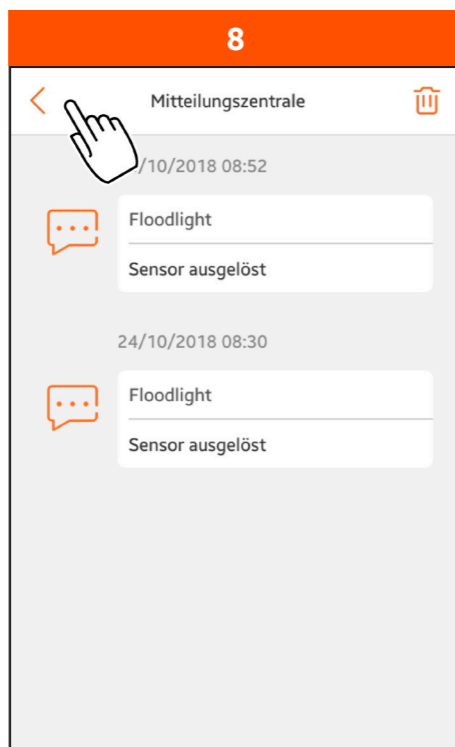 8
Mitteilungszentrale
/10/2018 08:52
Floodlight
Sensor ausgelöst
24/10/2018 08:30
Floodlight
Sensor ausgelöst